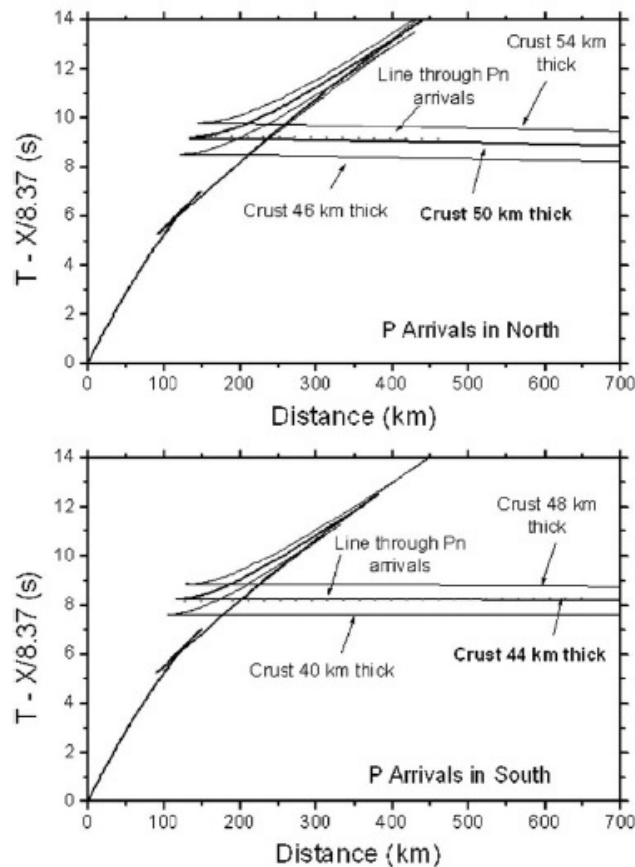 14
Crust 54 km
thick
12
Line through Pn
arrivals
10
8
Crust 46 km thick
Crust 50 km thick
6
4
2
P Arrivals in North
0
0 100 200 300 400 500 600 700
T - X/8.37 (s)
Distance (km)
14
12
Crust 48 km
thick
Line through Pn
arrivals
10
8
Crust 44 km thick
6
Crust 40 km thick
4
2
P Arrivals in South
0
0 100 200 300 400 500 600 700
T - X/8.37 (s)
Distance (km)